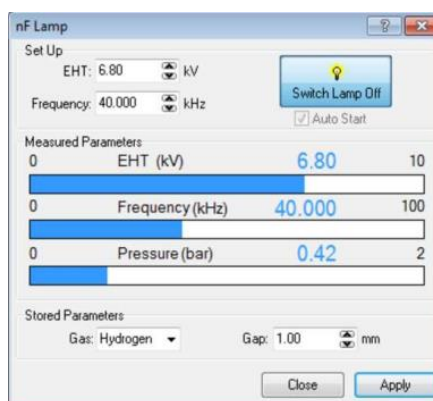 nF Lamp
Set Up
EHT: 6.80 kV
Frequency: 40.000 kHz
Switch Lamp Off
Auto Start
Measured Parameters
0 EHT (kV) 6.80 10
0 Frequency(kHz) 40.000 100
0 Pressure(bar) 0.42 2
Stored Parameters
Gas: Hydrogen Gap: 1.00 mm
Close Apply